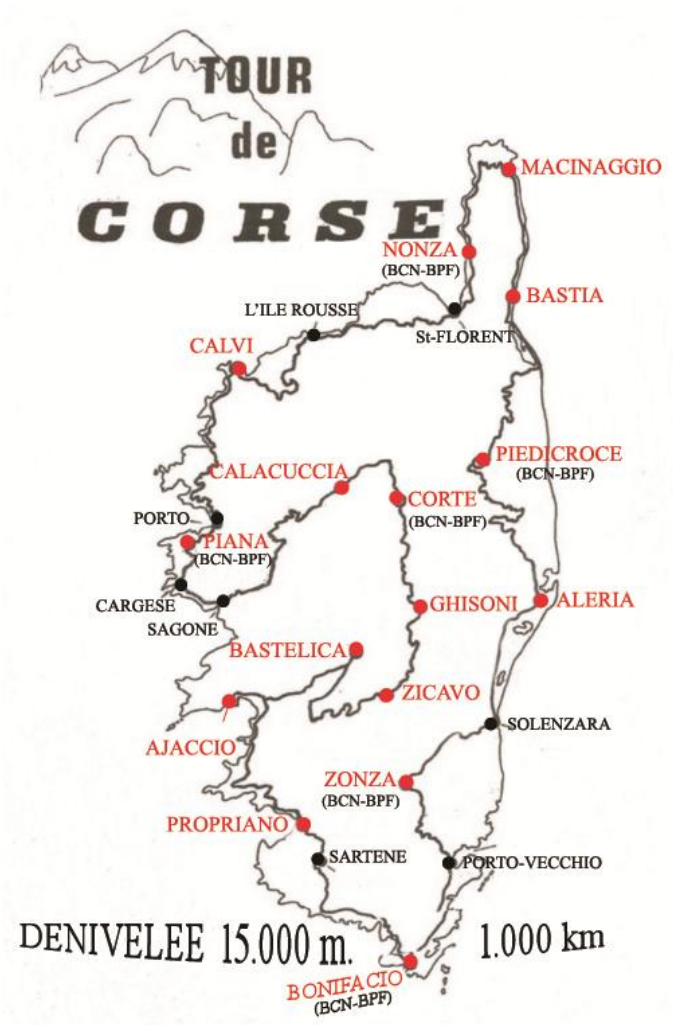 TOUR
de
CORSE
MACINAGGIO
NONZA
(BCN-BPF)
BASTIA
L'ILE ROUSSE
St-FLORENT
CALVI
PIEDICROCE
(BCN-BPF)
CALACUCCIA
CORTE
(BCN-BPF)
PORTO
PIANA
(BCN-BPF)
CARGESE
SAGONE
GHISONI
ALERIA
BASTELICA
ZICAVO
AJACCIO
SOLENZARA
ZONZA
(BCN-BPF)
PROPRIANO
SARTENE
PORTO-VECCHIO
DENIVELEE 15.000 m.
1.000 km
BONIFACIO
(BCN-BPF)